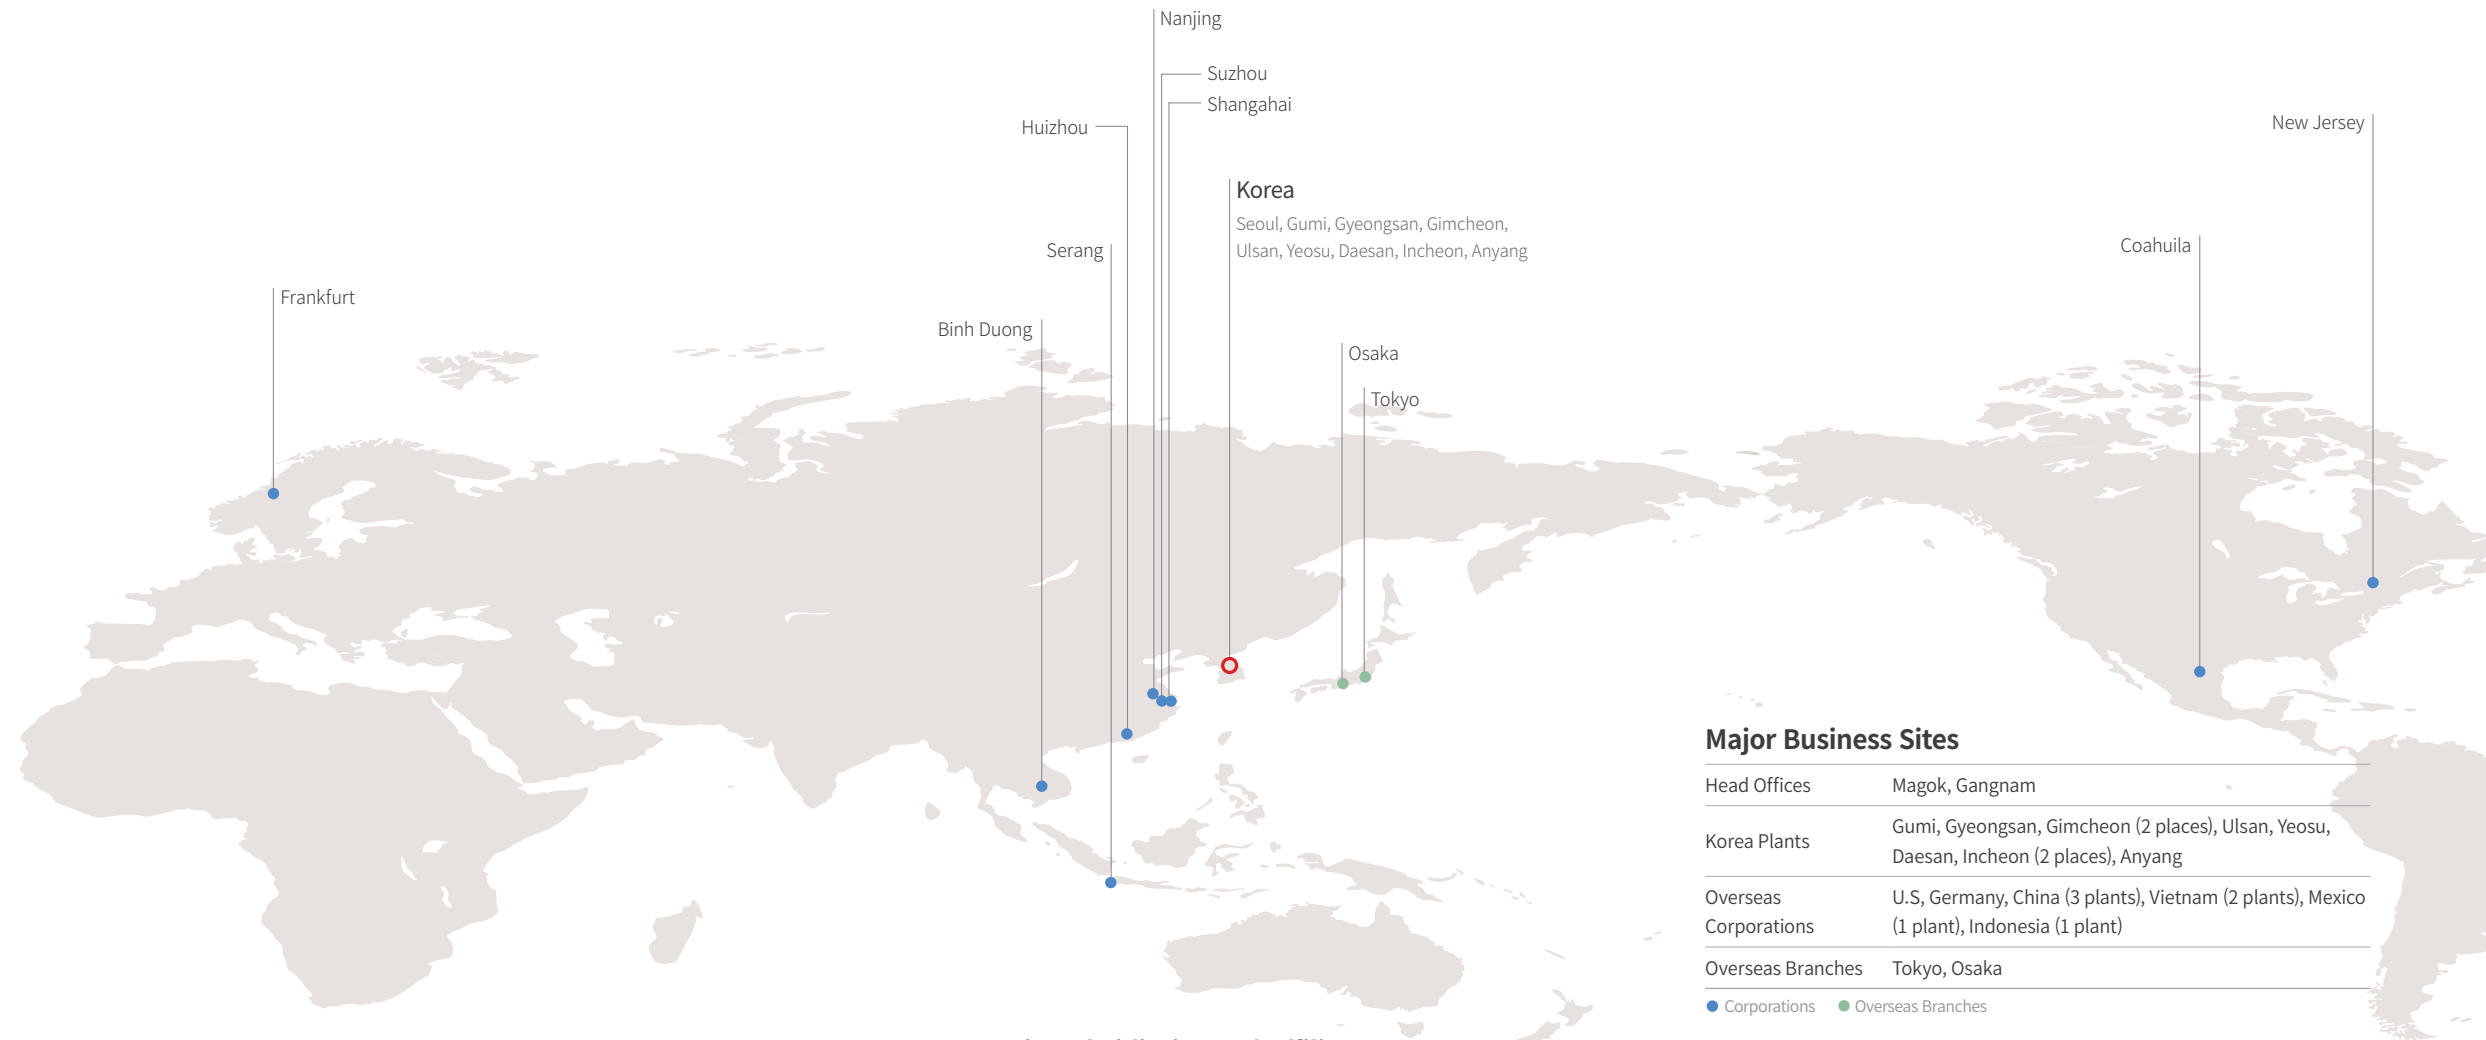 Nanjing
Suzhou
Shangahai
Huizhou
New Jersey
Korea
Seoul, Gumi, Gyeongsan, Gimcheon,
Ulsan, Yeosu, Daesan, Incheon, Anyang
Serang
Coahuila
Frankfurt
Binh Duong
Osaka
Tokyo
Major Business Sites
Head Offices Magok, Gangnam
Korea Plants Gumi, Gyeongsan, Gimcheon (2 places), Ulsan, Yeosu,
Daesan, Incheon (2 places), Anyang
Overseas Corporations U.S, Germany, China (3 plants), Vietnam (2 plants), Mexico
(1 plant), Indonesia (1 plant)
Overseas Branches Tokyo, Osaka
Corporations Overseas Branches